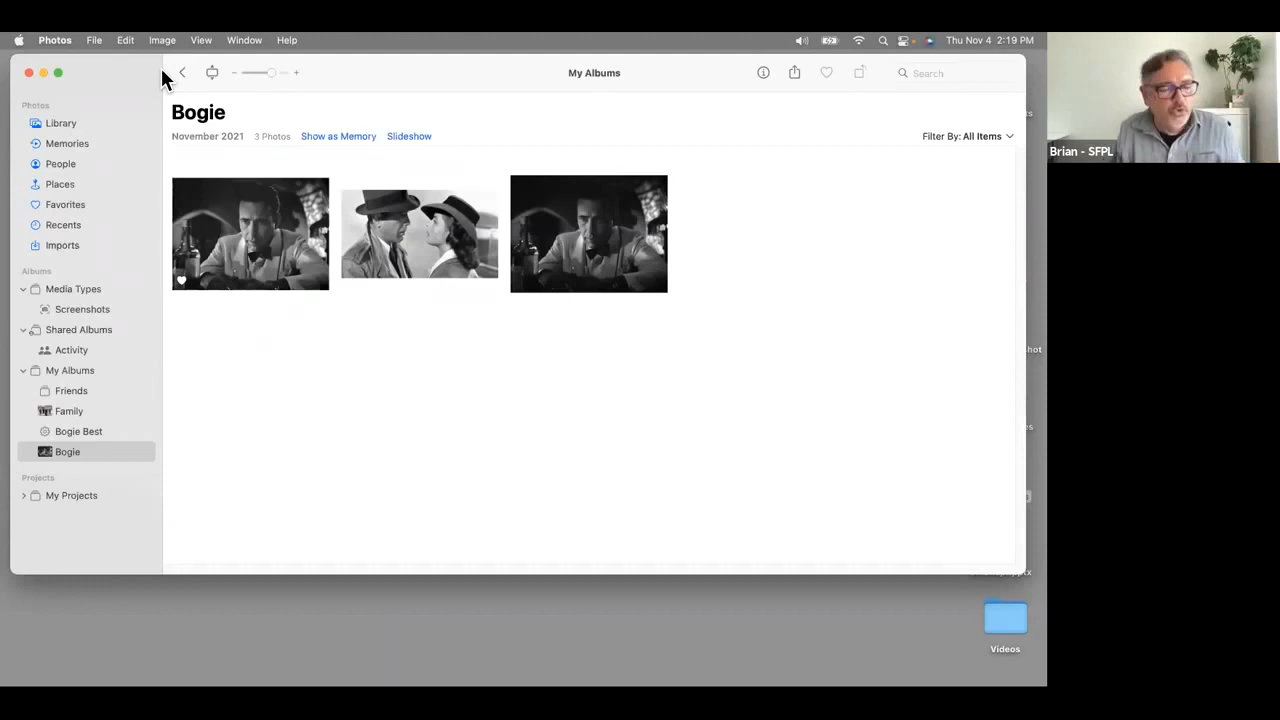 Photos File Edit Image View Window Help Thu Nov 4 2:19 PM
My Albums
Search
Photos
Library
Memories
People
Places
Favorites
Recents
Imports
Albums
Media Types
Screenshots
Shared Albums
Activity
My Albums
Friends
Family
Bogie Best
Bogie
Projects
My Projects
Bogie
November 2021 3 Photos Show as Memory Slideshow
Filter By: All Items
Videos
Brian - SFPL